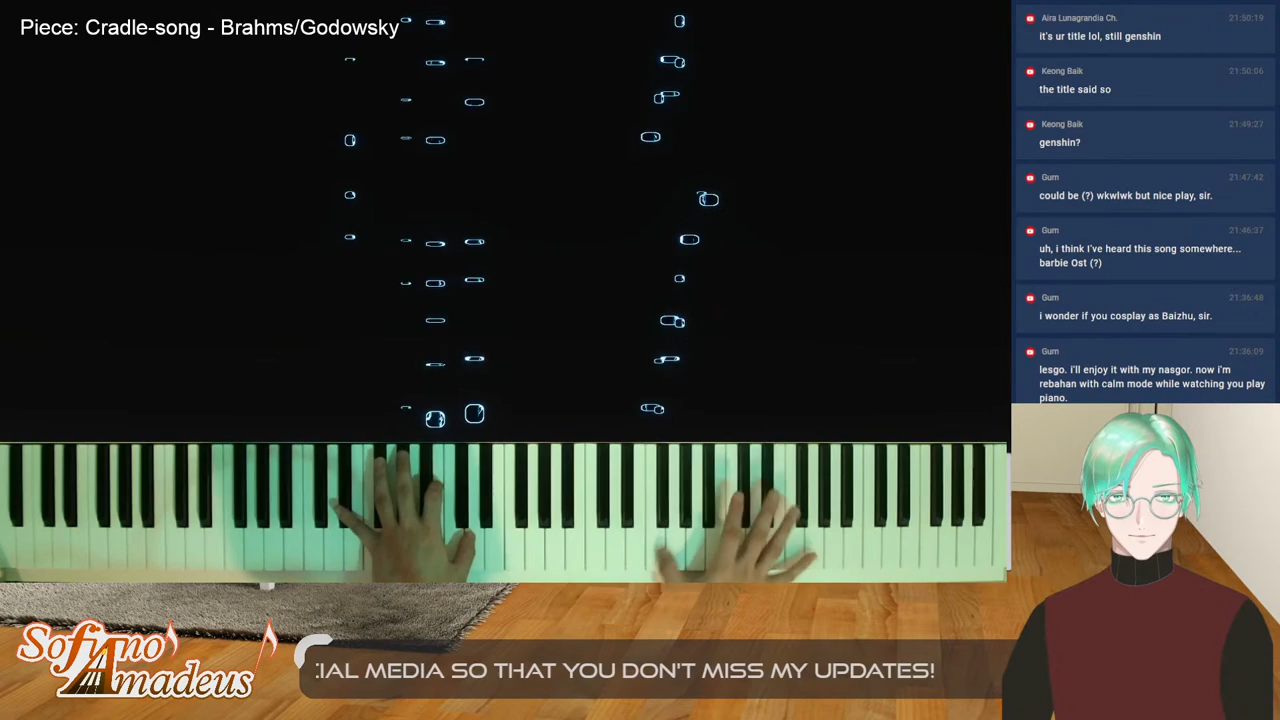 Piece: Cradle-song - Brahms/Godowsky
Aira Lunagrandia Ch. 21:50:19
it's ur title lol, still genshin
Keong Baik 21:50:06
the title said so
Keong Baik 21:49:27
genshin?
Gum 21:47:42
could be (?) wkwlwk but nice play, sir.
Gum 21:46:37
uh, i think I've heard this song somewhere...
barbie Ost (?)
Gum 21:36:48
i wonder if you cosplay as Baizhu, sir.
Gum 21:36:09
lesgo. i'll enjoy it with my nasgor. now i'm
rebahan with calm mode while watching you play
piano.
Sofiano
Amadeus
IAL MEDIA SO THAT YOU DON'T MISS MY UPDATES!